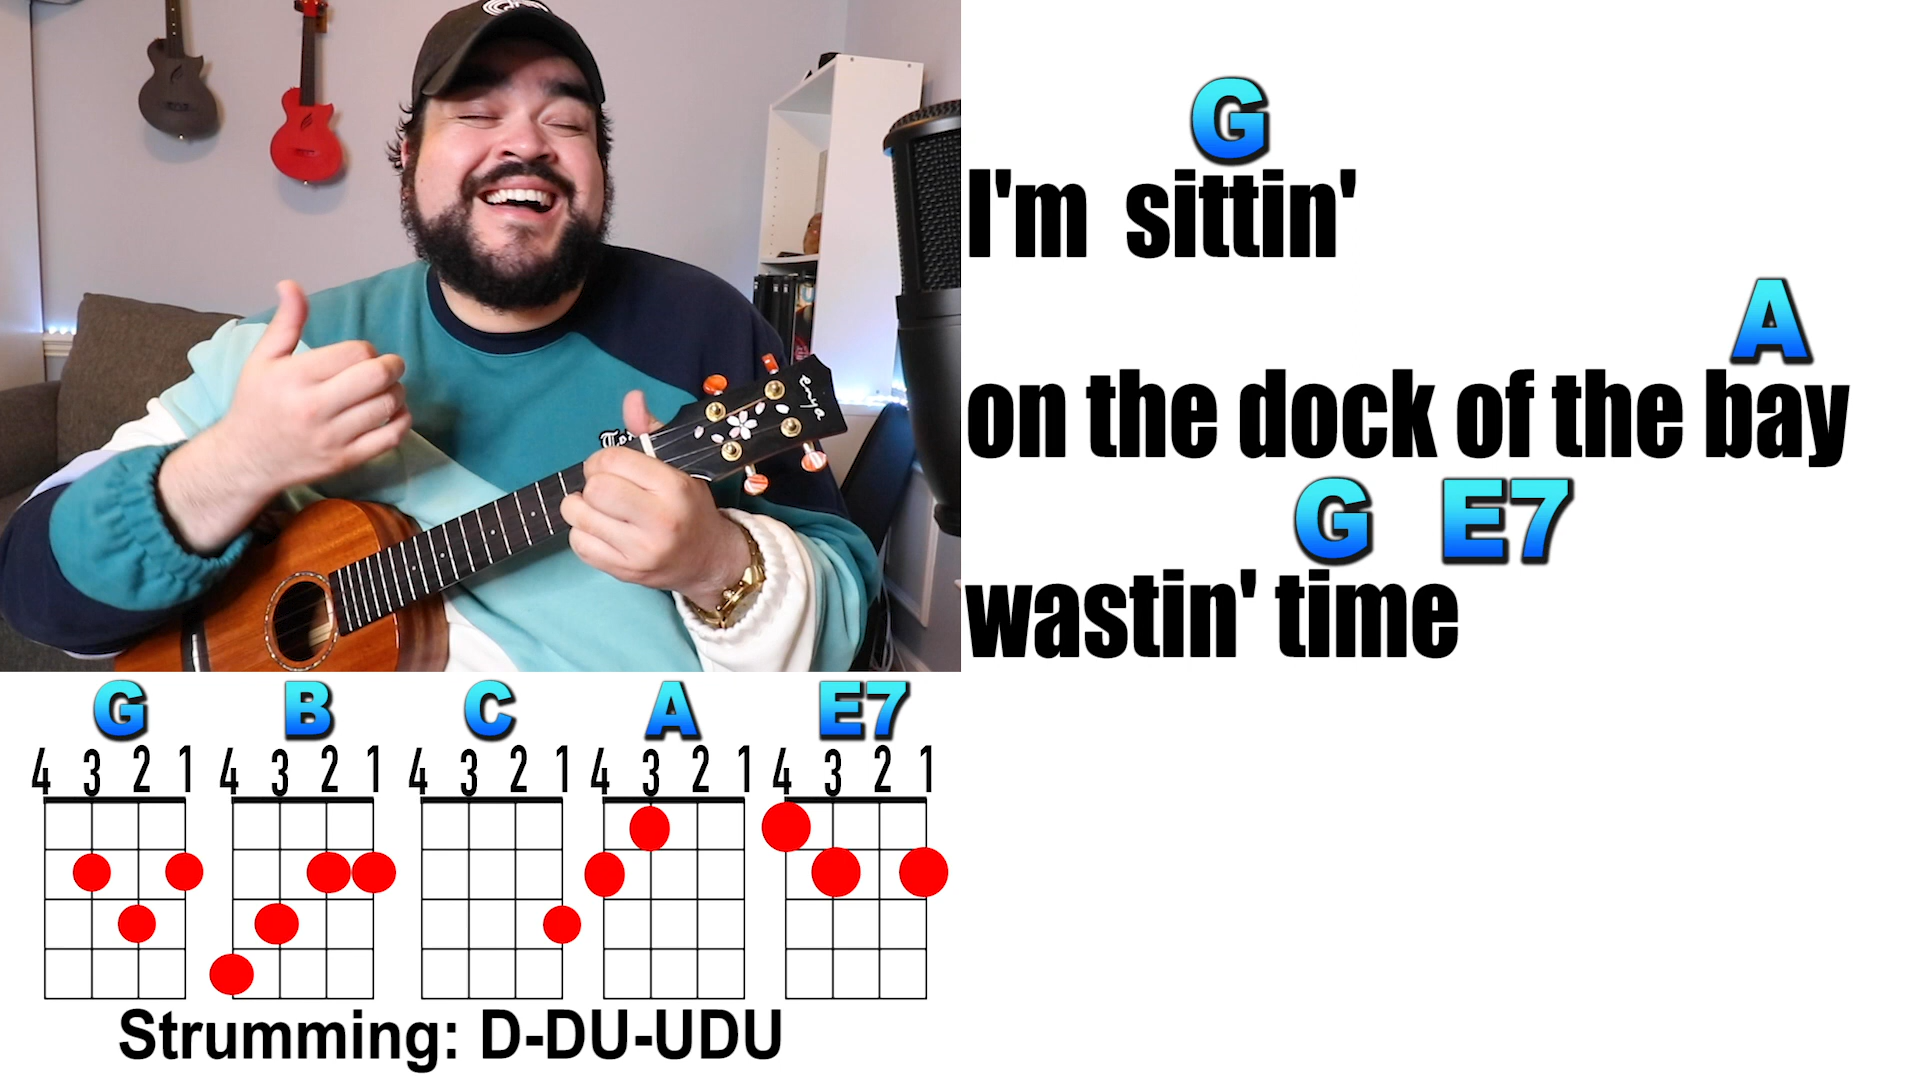 G
I'm sittin'
A
on the dock of the bay
G E7
wastin' time
enya
G B C A E7
4 3 2 1 4 3 2 1 4 3 2 1 4 3 2 1 4 3 2 1
Strumming: D-DU-UDU